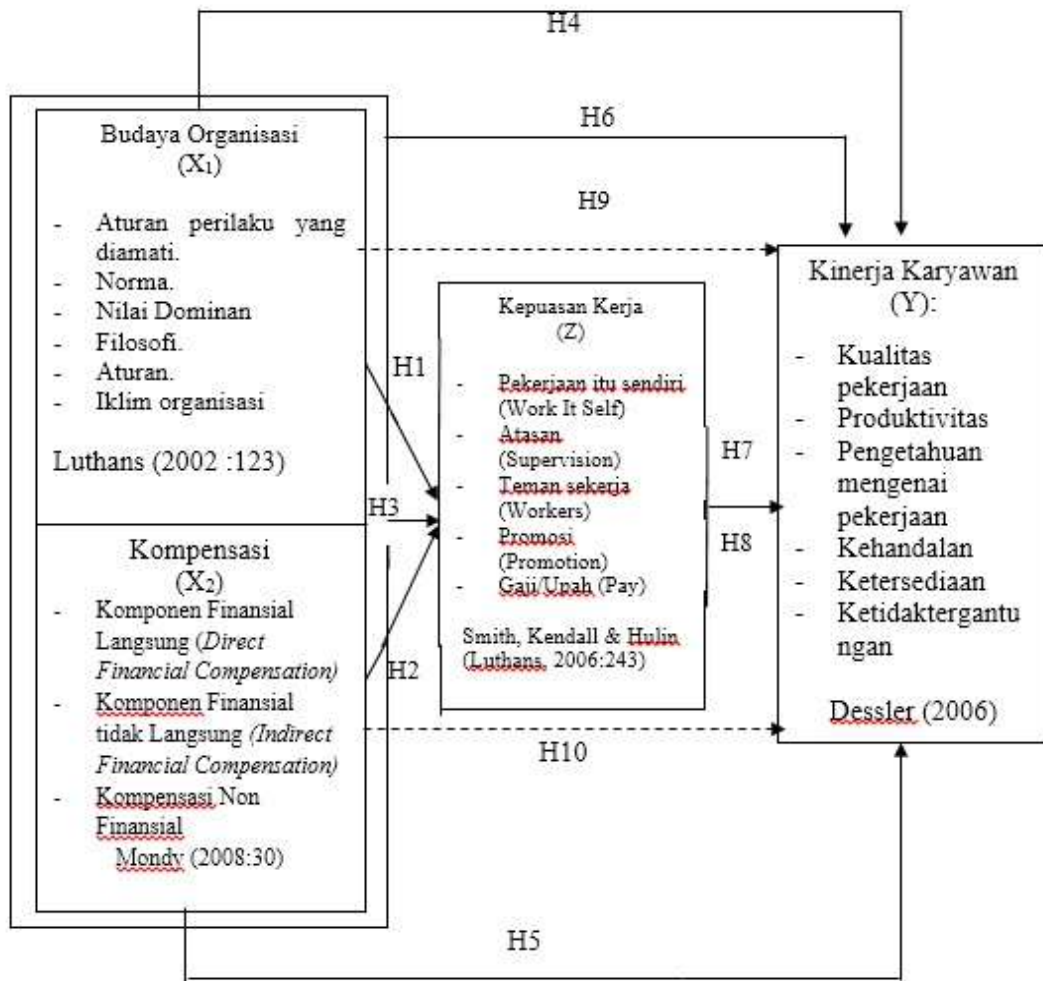 H4
Budaya Organisasi
(X1)
- Aturan perilaku yang
diamati.
- Norma.
- Nilai Dominan
- Filosofi.
- Aturan.
- Iklim organisasi
Luthans (2002 :123)
Kompensasi
(X2)
- Komponen Finansial
Langsung (Direct
Financial Compensation)
- Komponen Finansial
tidak Langsung (Indirect
Financial Compensation)
- Kompensasi Non
Finansial
Mondy (2008:30)
H6
H9
H1
H3
H2
Kepuasan Kerja
(Z)
- Pekerjaan itu sendiri
(Work It Self)
- Atasan
(Supervision)
- Teman sekerja
(Workers)
- Promosi
(Promotion)
- Gaji/Upah (Pay)
Smith, Kendall & Hulin
(Luthans, 2006:243)
H7
H8
H10
Kinerja Karyawan
(Y):
- Kualitas
pekerjaan
- Produktivitas
- Pengetahuan
mengenai
pekerjaan
- Kehandalan
- Ketersediaan
- Ketidaktergantu
ngan
Dessler (2006)
H5